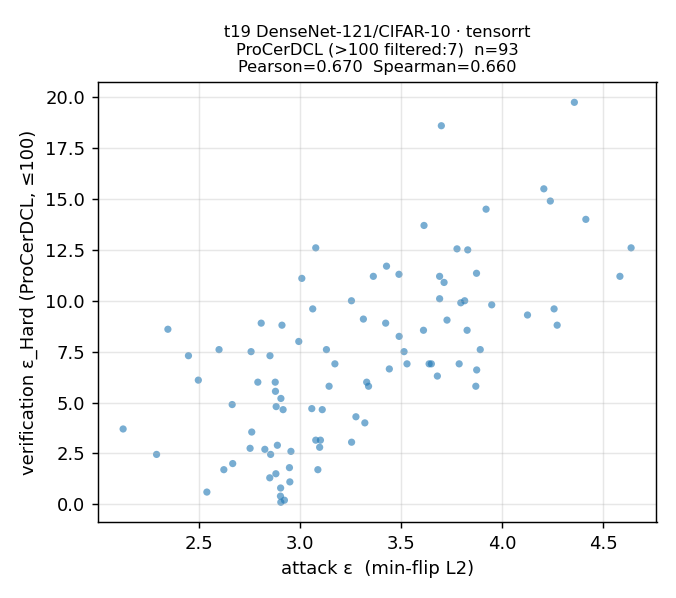 t19 DenseNet-121/CIFAR-10 · tensorrt
ProCerDCL (>100 filtered:7)  n=93
Pearson=0.670  Spearman=0.660
20.0
17.5
15.0
12.5
10.0
7.5
5.0
2.5
0.0
verification ε_Hard (ProCerDCL, ≤100)
2.5
3.0
3.5
4.0
4.5
attack ε  (min-flip L2)